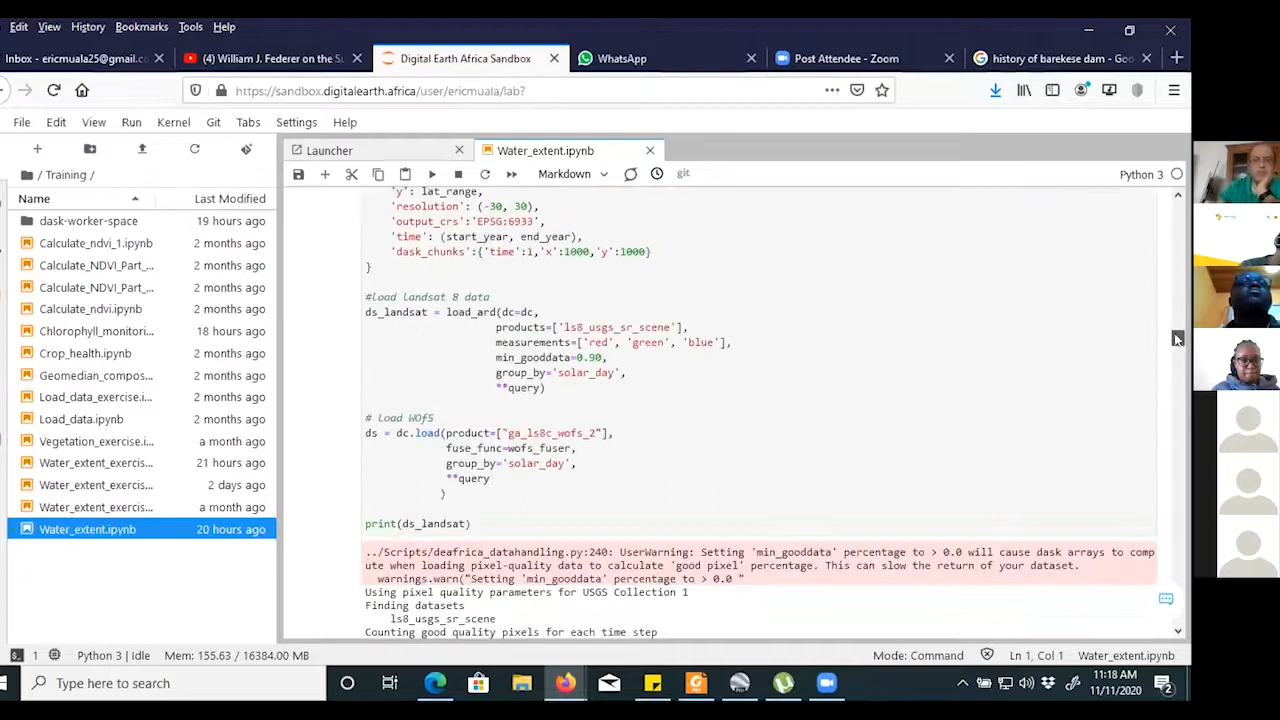 Edit View History Bookmarks Tools Help
Inbox - ericmuala25@gmail.co
(4) William J. Federer on the Su
Digital Earth Africa Sandbox
WhatsApp
Post Attendee - Zoom
history of barekese dam - Goo
https://sandbox.digitalearth.africa/user/ericmuala/lab?
File Edit View Run Kernel Git Tabs Settings Help
Launcher
Water_extent.ipynb
Markdown
git
Python 3
/ Training /
Name Last Modified
dask-worker-space 19 hours ago
Calculate_ndvi_1.ipynb 2 months ago
Calculate_NDVI_Part_... 2 months ago
Calculate_NDVI_Part_... 2 months ago
Calculate_ndvi.ipynb 2 months ago
Chlorophyll_monitori... 18 hours ago
Crop_health.ipynb 2 months ago
Geomedian_compos... 2 months ago
Load_data_exercise.i... 2 months ago
Load_data.ipynb 2 months ago
Vegetation_exercise.i... a month ago
Water_extent_exercis... 21 hours ago
Water_extent_exercis... 2 days ago
Water_extent_exercis... a month ago
Water_extent.ipynb 20 hours ago
'y': lat_range,
'resolution': (-30, 30),
'output_crs':'EPSG:6933',
'time': (start_year, end_year),
'dask_chunks':{'time':1,'x':1000,'y':1000}
}
#load landsat 8 data
ds_landsat = load_ard(dc=dc,
products=['ls8_usgs_sr_scene'],
measurements=['red', 'green', 'blue'],
min_gooddata=0.90,
group_by='solar_day',
**query)
# Load WOfS
ds = dc.load(product=["ga_ls8c_wofs_2"],
fuse_func=wofs_fuser,
group_by='solar_day',
**query
)
print(ds_landsat)
../Scripts/deafrica_datahandling.py:240: UserWarning: Setting 'min_gooddata' percentage to > 0.0 will cause dask arrays to comp
ute when loading pixel-quality data to calculate 'good pixel' percentage. This can slow the return of your dataset.
warnings.warn("Setting 'min_gooddata' percentage to > 0.0 "
Using pixel quality parameters for USGS Collection 1
Finding datasets
ls8_usgs_sr_scene
Counting good quality pixels for each time step
1 Python 3 | Idle Mem: 155.63 / 16384.00 MB
Mode: Command Ln 1, Col 1 Water_extent.ipynb
Type here to search
11:18 AM
11/11/2020
2